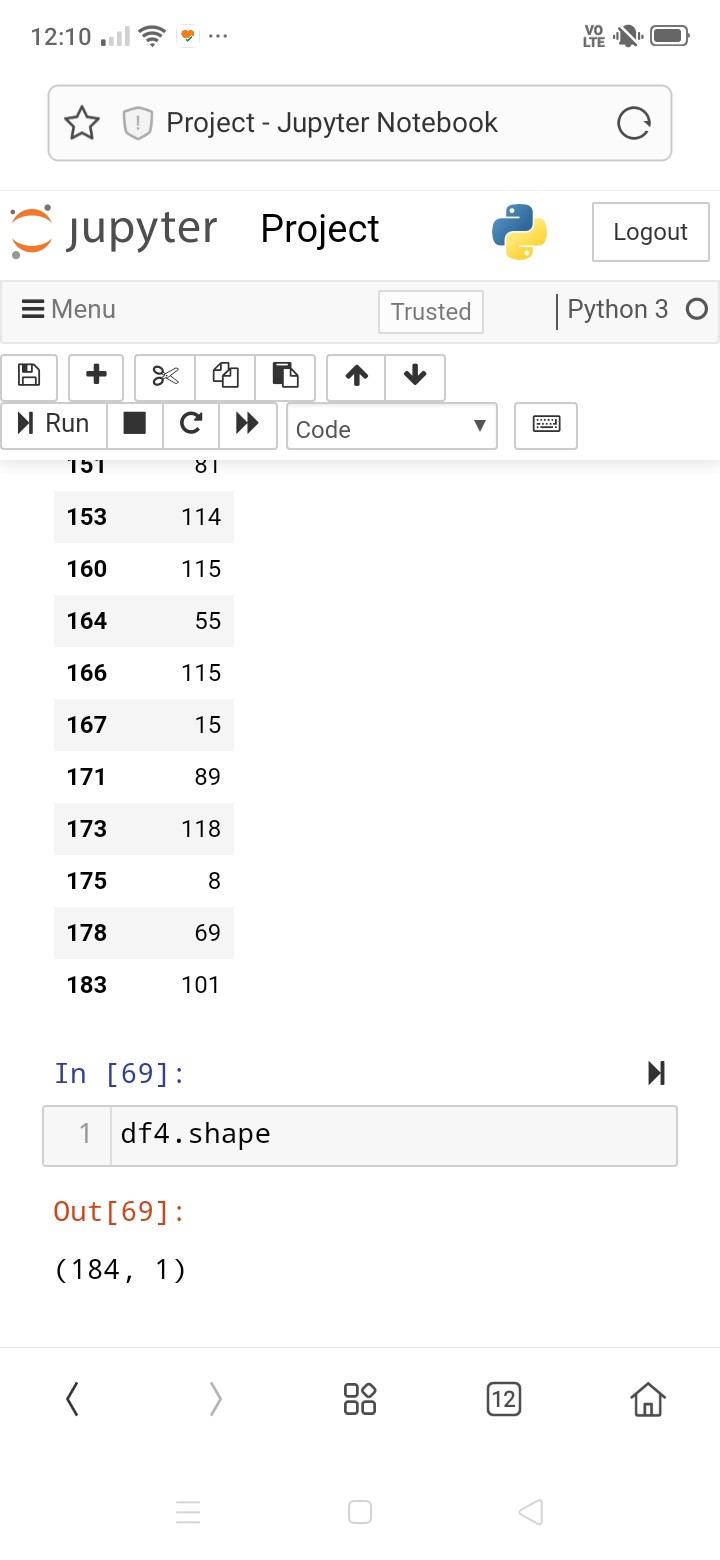 12:10 ... VO LTE
Project - Jupyter Notebook
jupyter Project Logout
Menu Trusted Python 3
Run Code
151 81
153 114
160 115
164 55
166 115
167 15
171 89
173 118
175 8
178 69
183 101
In [69]:
1 df4.shape
Out[69]:
(184, 1)
12